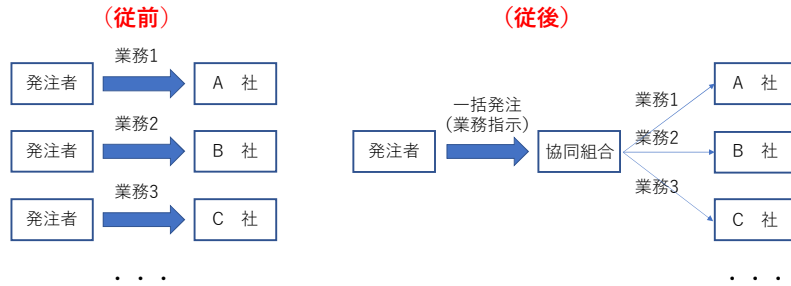 (従前)
業務1
発注者
A 社
業務2
発注者
B 社
業務3
発注者
C 社
・・・
(従後)
発注者
一括発注
(業務指示)
協同組合
業務1
A 社
業務2
B 社
業務3
C 社
・・・